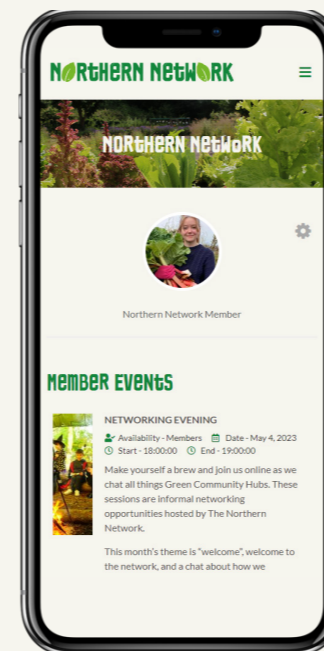 NORTHERN NETWORK
NORTHERN NETWORK
Northern Network Member
MEMBER EVENTS
NETWORKING EVENING
Availability - Members Date - May 4, 2023
Start - 18:00:00 End - 19:00:00
Make yourself a brew and join us online as we
chat all things Green Community Hubs. These
sessions are informal networking
opportunities hosted by The Northern
Network.
This month's theme is "welcome", welcome to
the network, and a chat about how we